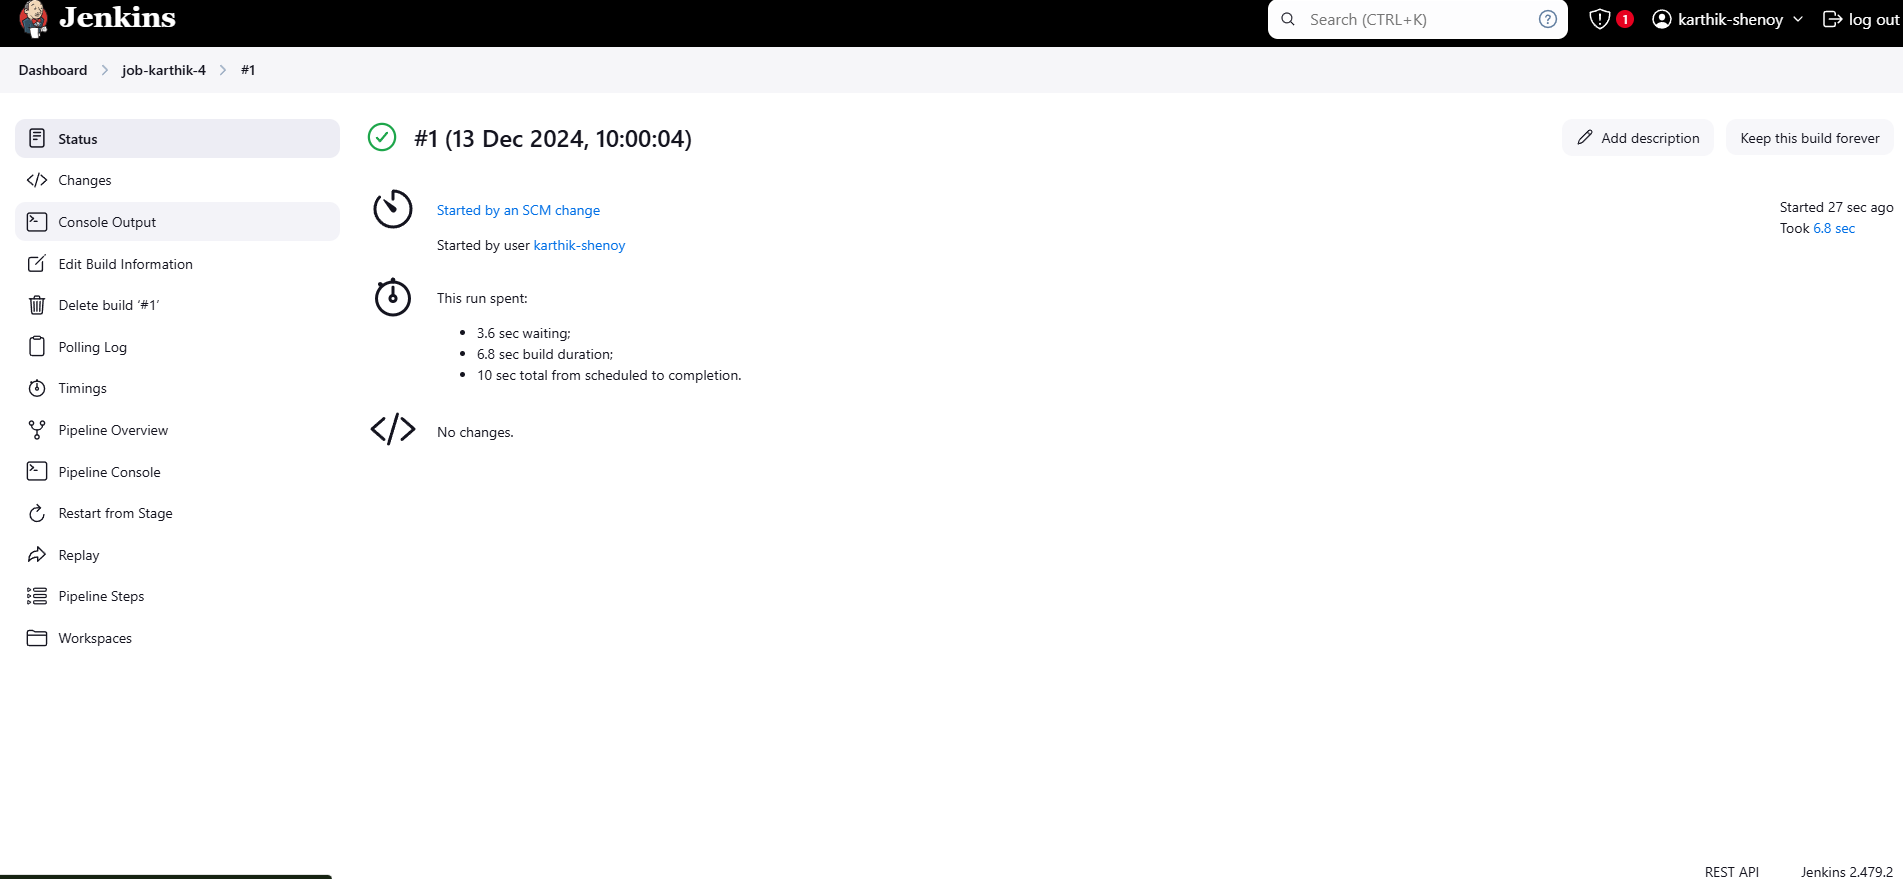 Jenkins
Search (CTRL+K)
1
karthik-shenoy
log out
Dashboard
job-karthik-4
#1
Status
Changes
Console Output
Edit Build Information
Delete build ‘#1’
Polling Log
Timings
Pipeline Overview
Pipeline Console
Restart from Stage
Replay
Pipeline Steps
Workspaces
#1 (13 Dec 2024, 10:00:04)
Add description
Keep this build forever
Started by an SCM change
Started by user karthik-shenoy
Started 27 sec ago
Took 6.8 sec
This run spent:
3.6 sec waiting;
6.8 sec build duration;
10 sec total from scheduled to completion.
No changes.
REST API
Jenkins 2.479.2